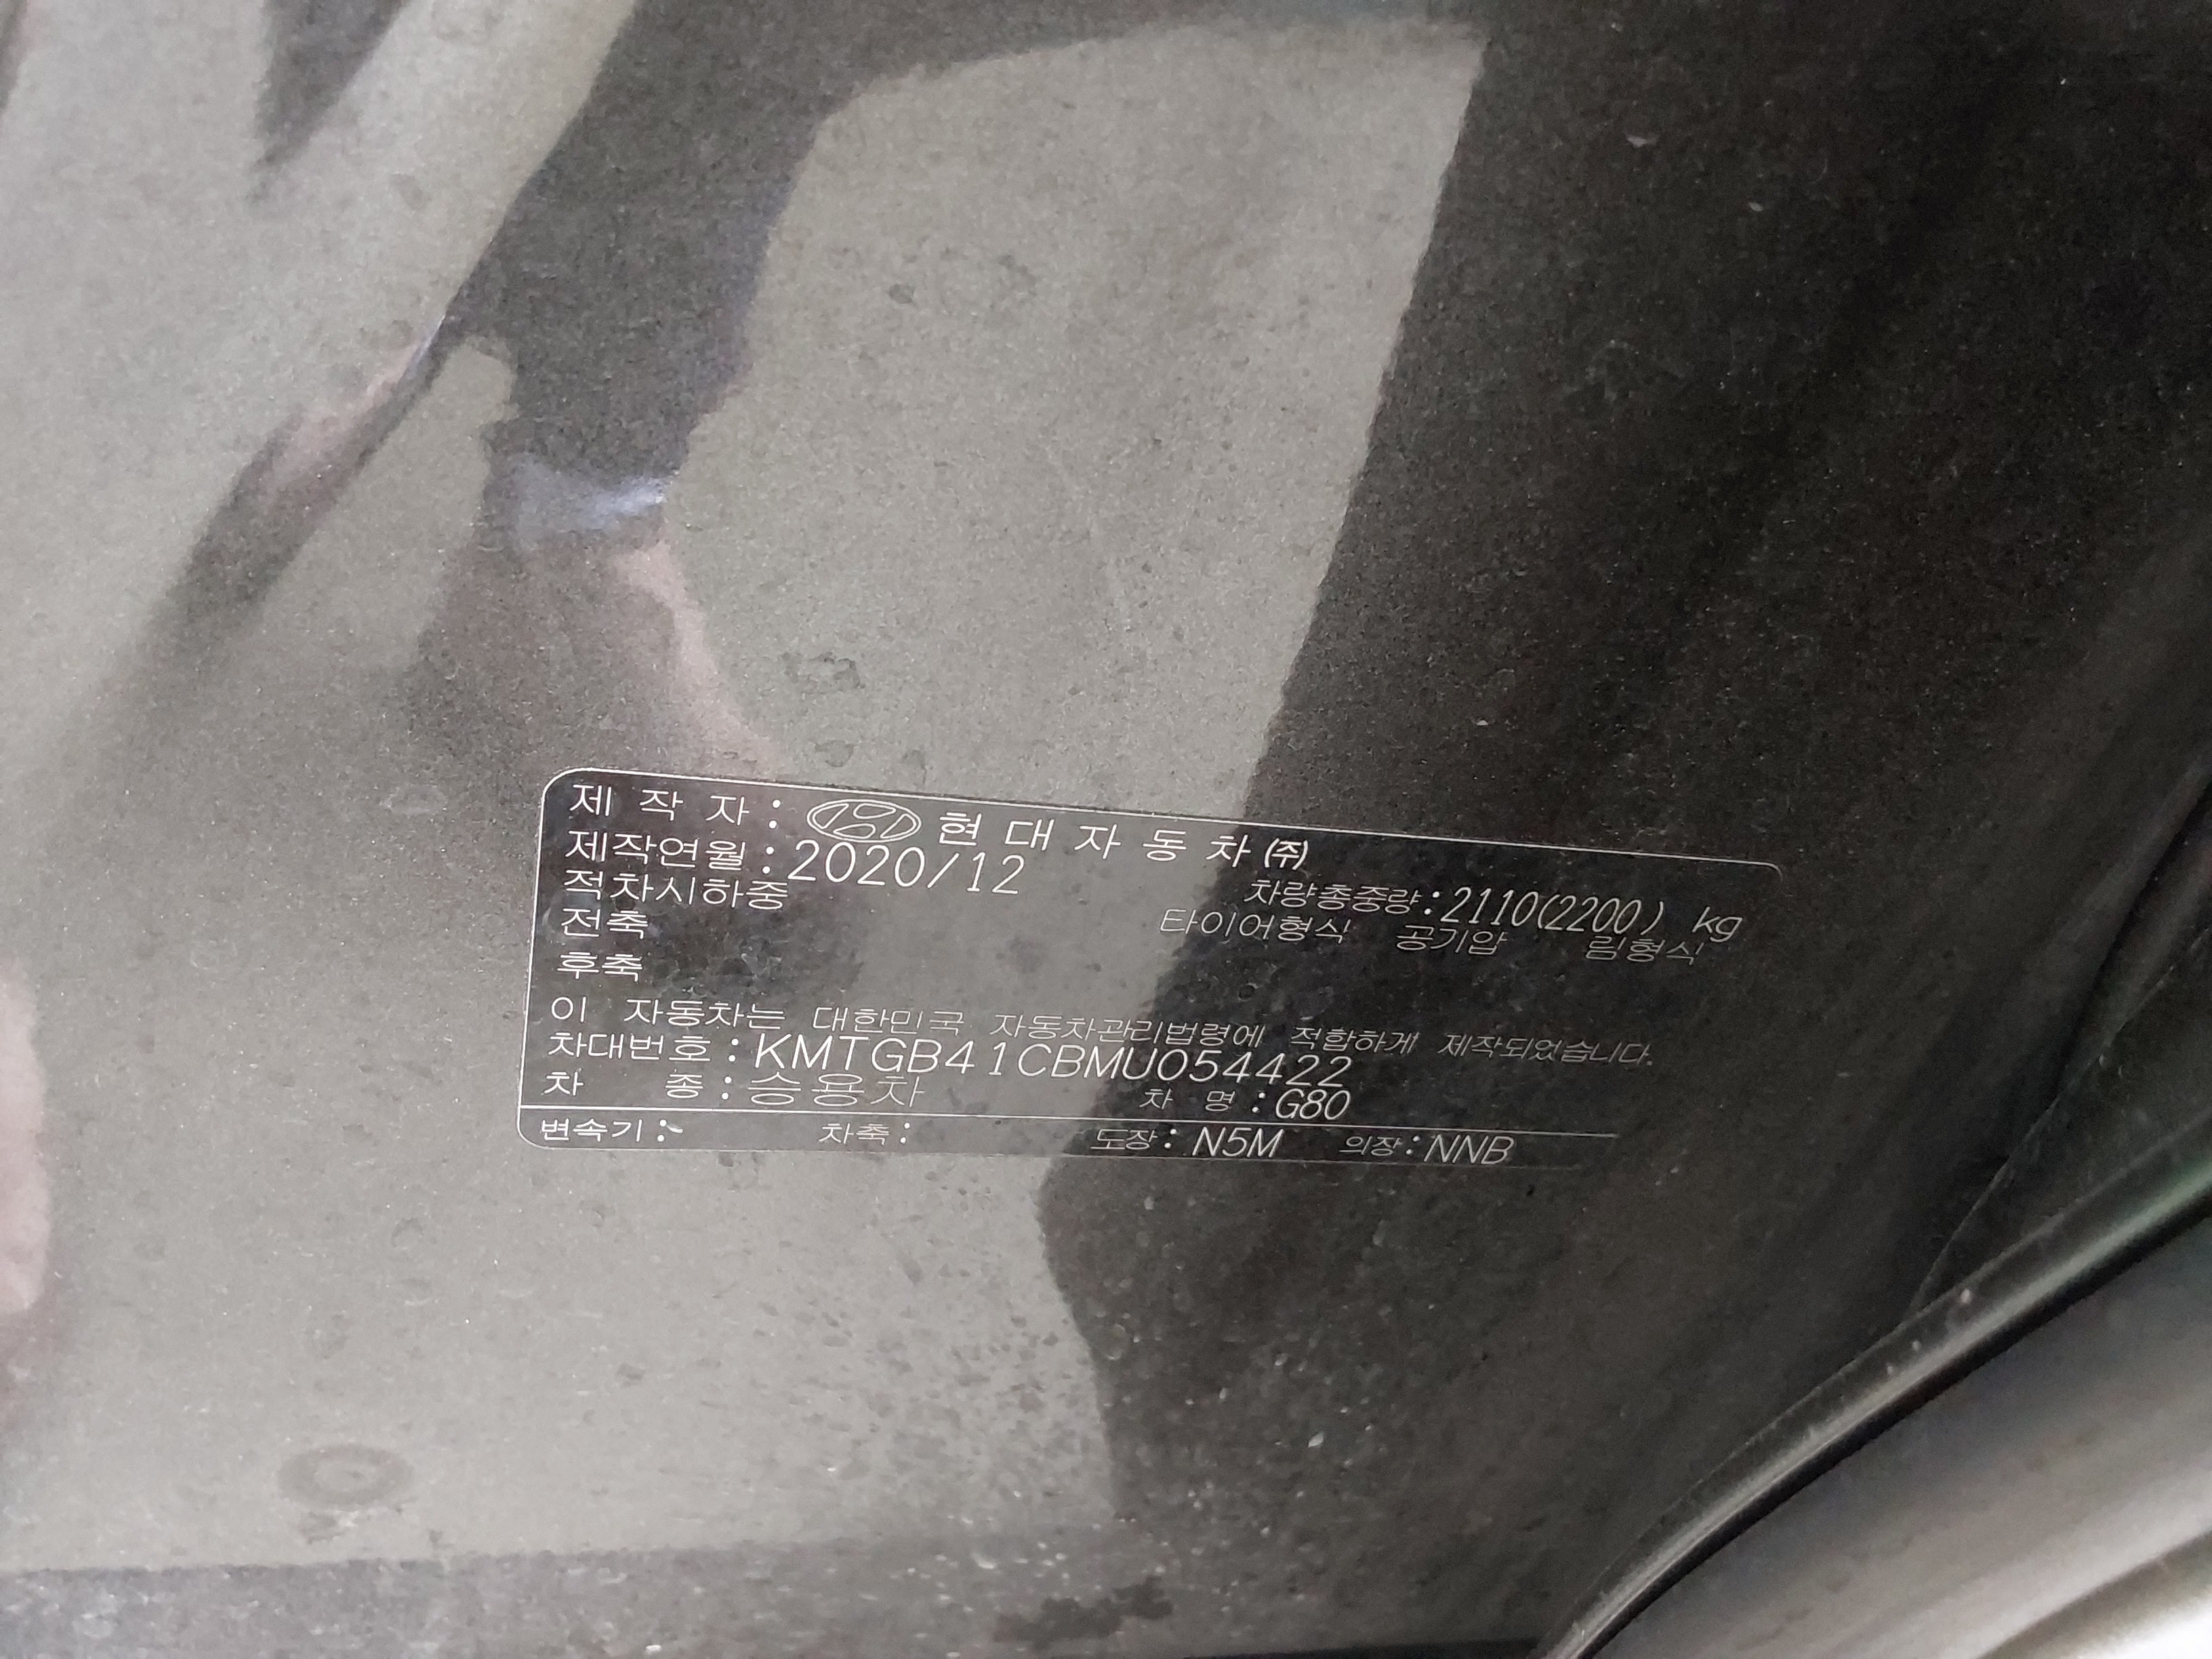 제 작 자 : 현 대 자 동 차 ㈜
제작연월 : 2020/12
적차시하중 차량총중량 : 2110(2200) kg
전축 타이어형식 공기압 림형식
후축
이 자동차는 대한민국 자동차관리법령에 적합하게 제작되었습니다.
차대번호 : KMTGB41CBMU054422
차 종 : 승용차 차 명 : G80
변속기 : - 차축 : 도장 : N5M 의장 : NNB